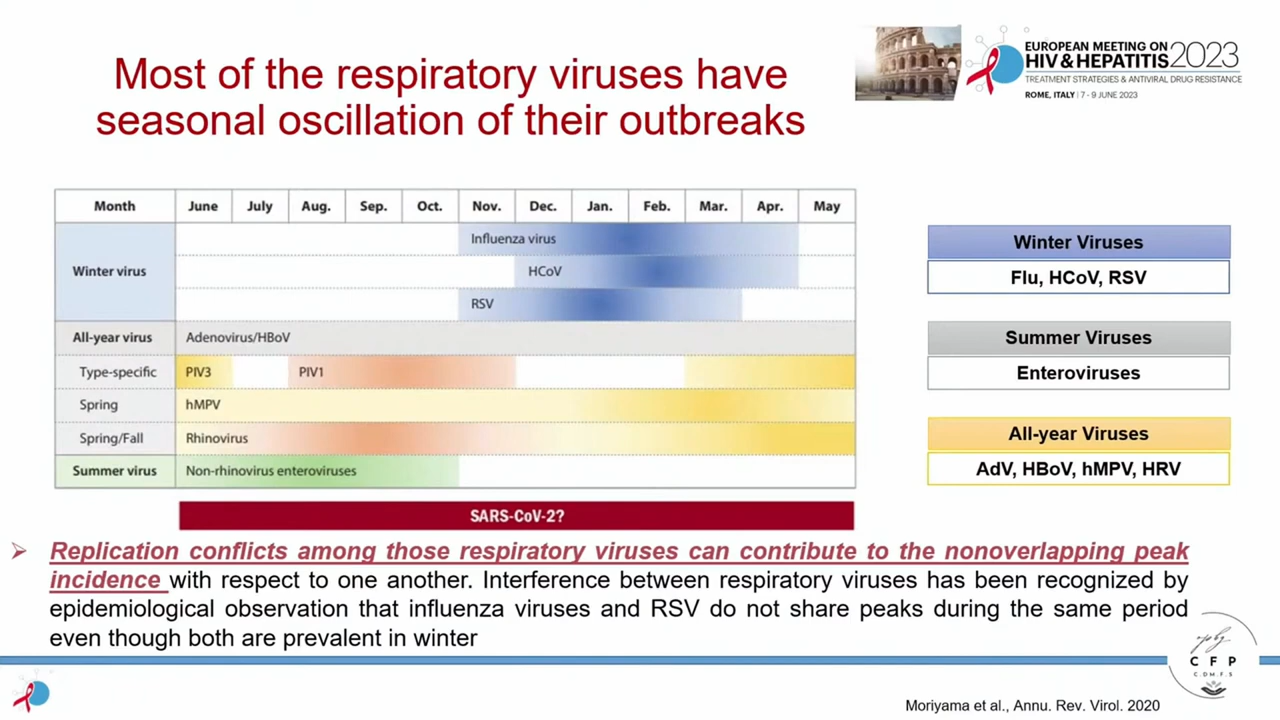 Most of the respiratory viruses have
seasonal oscillation of their outbreaks
EUROPEAN MEETING ON
HIV & HEPATITIS 2023
TREATMENT STRATEGIES & ANTIVIRAL DRUG RESISTANCE
ROME, ITALY | 7 - 9 JUNE 2023
Month June July Aug. Sep. Oct. Nov. Dec. Jan. Feb. Mar. Apr. May
Winter virus
Influenza virus
HCoV
RSV
All-year virus Adenovirus/HBoV
Type-specific PIV3 PIV1
Spring hMPV
Spring/Fall Rhinovirus
Summer virus Non-rhinovirus enteroviruses
SARS-CoV-2?
Winter Viruses
Flu, HCoV, RSV
Summer Viruses
Enteroviruses
All-year Viruses
AdV, HBoV, hMPV, HRV
Replication conflicts among those respiratory viruses can contribute to the nonoverlapping peak
incidence with respect to one another. Interference between respiratory viruses has been recognized by
epidemiological observation that influenza viruses and RSV do not share peaks during the same period
even though both are prevalent in winter
C F P
C.D.M.F.S
Moriyama et al., Annu. Rev. Virol. 2020